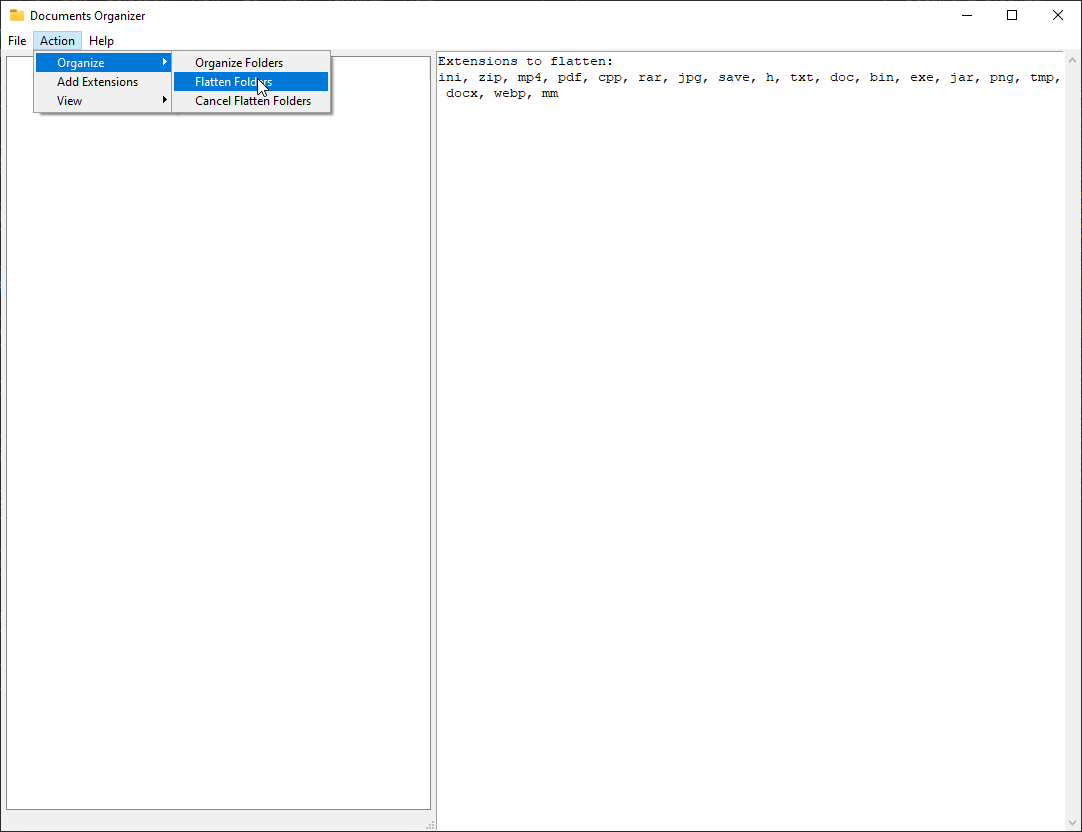 Documents Organizer
File Action Help
Organize
Add Extensions
View
Organize Folders
Flatten Folders
Cancel Flatten Folders
Extensions to flatten:
ini, zip, mp4, pdf, cpp, rar, jpg, save, h, txt, doc, bin, exe, jar, png, tmp,
docx, webp, mm